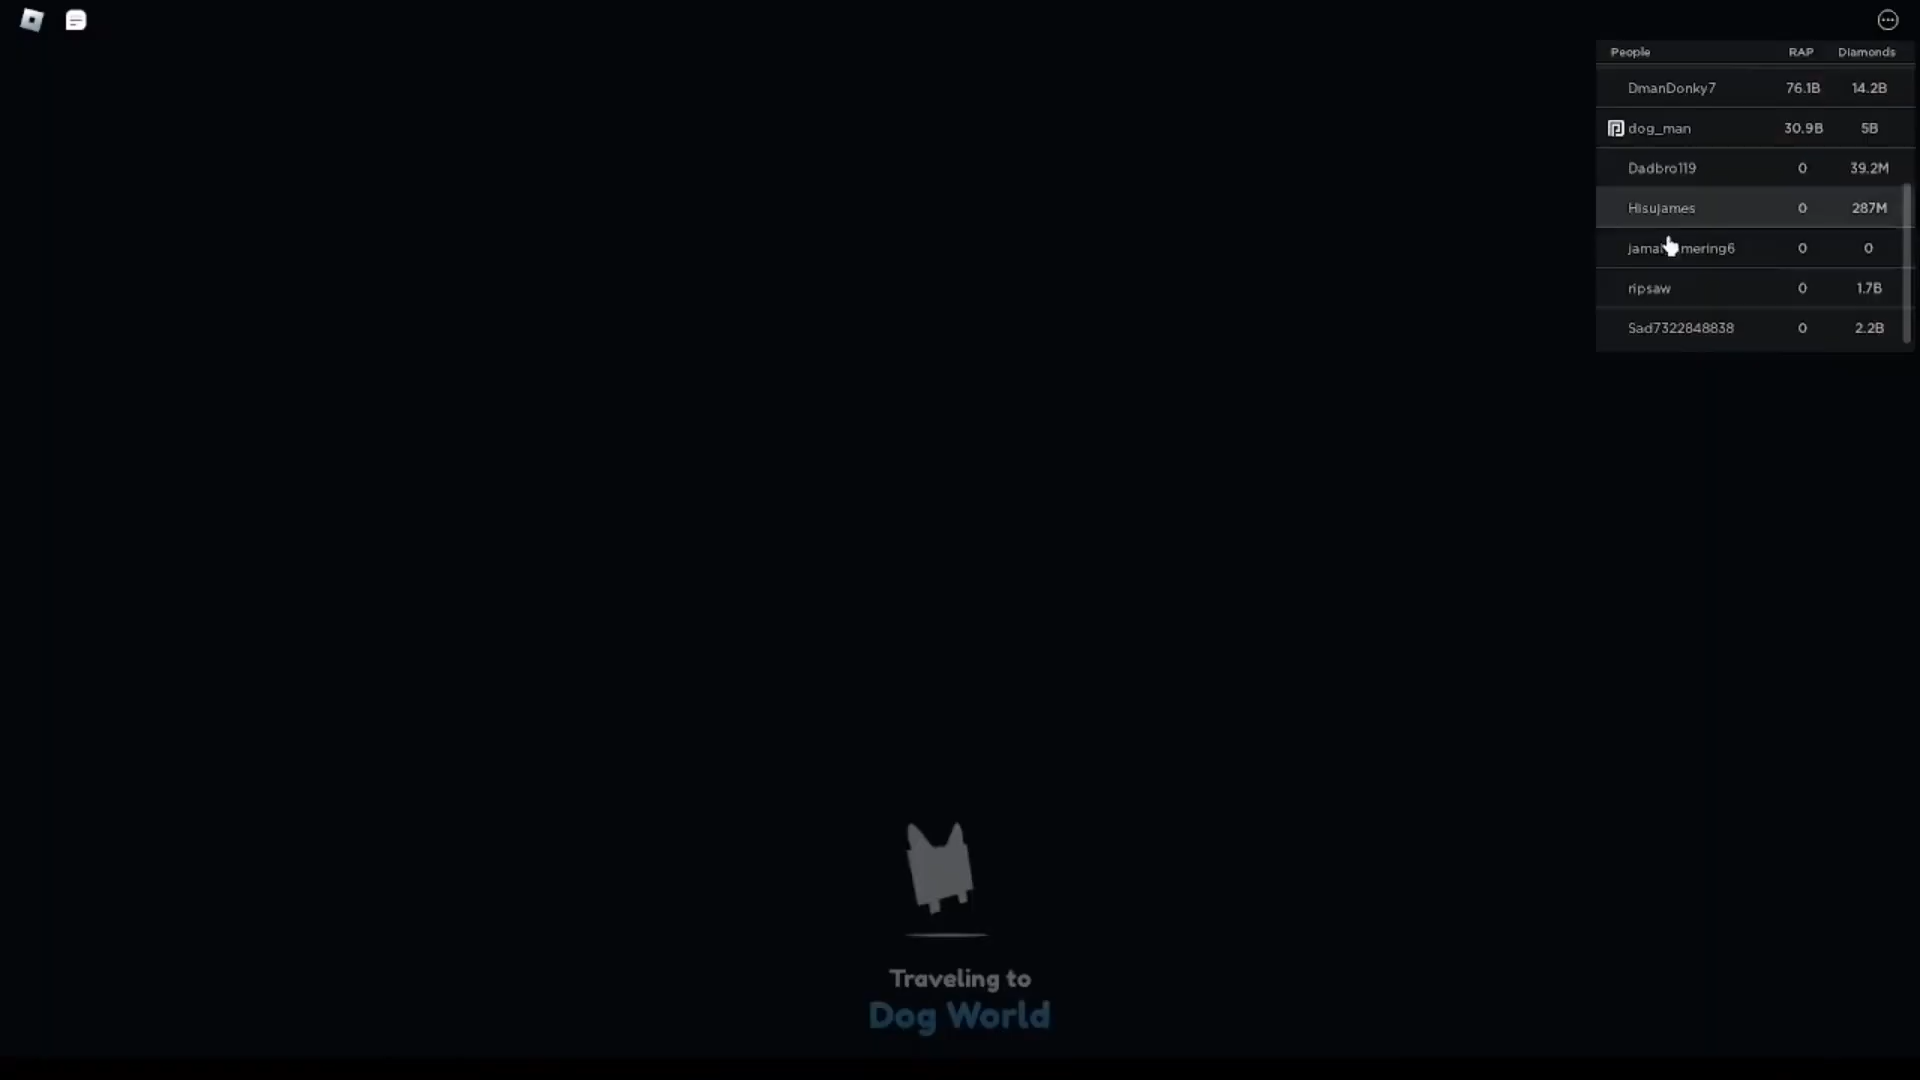 People RAP Diamonds
DmanDonky7 76.1B 14.2B
dog_man 30.9B 5B
Dadbro119 0 39.2M
Hisujames 0 287M
0 0
ripsaw 0 1.7B
Sad7322848838 0 2.2B
Traveling to
Dog World